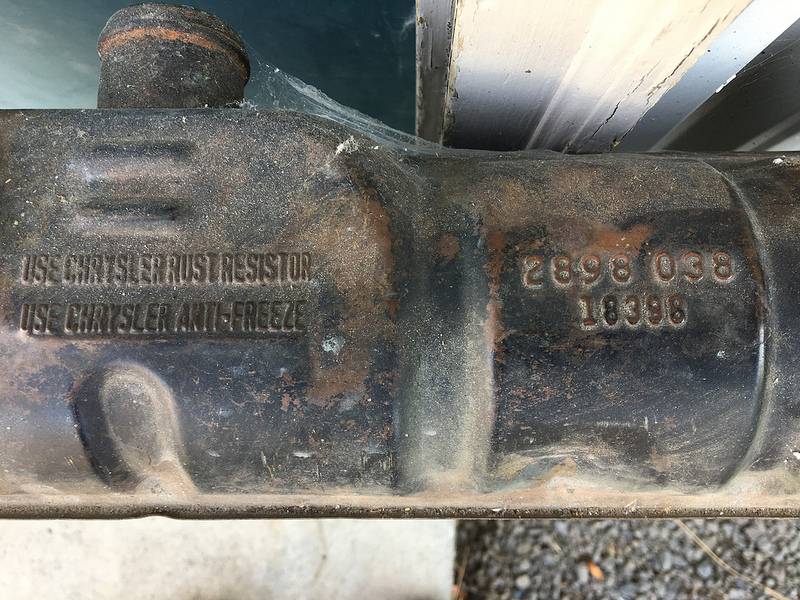 USE CHRYSLER RUST RESISTOR
USE CHRYSLER ANTI-FREEZE
2898 038
18398